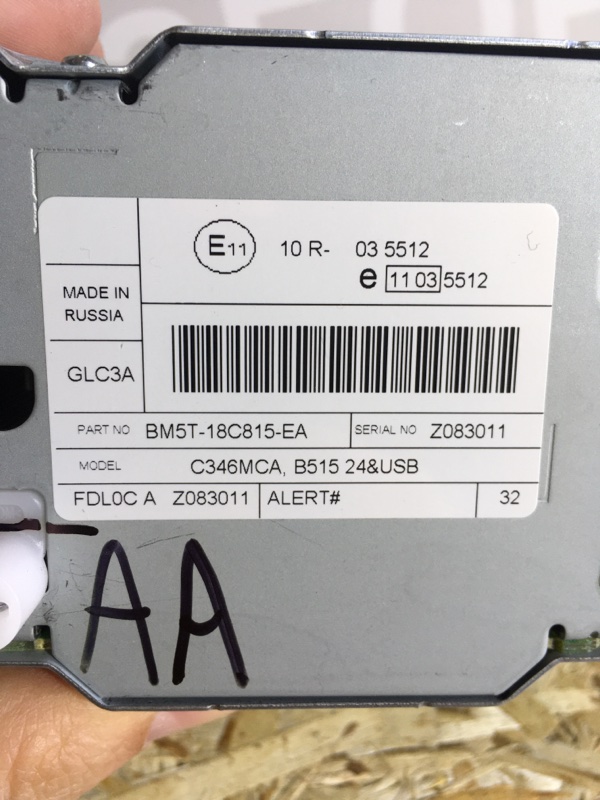 E11 10 R- 03 5512
e 11 03 5512
MADE IN
RUSSIA
GLC3A
PART NO BM5T-18C815-EA SERIAL NO Z083011
MODEL C346MCA, B515 24&USB
FDL0C A Z083011 ALERT# 32
AA